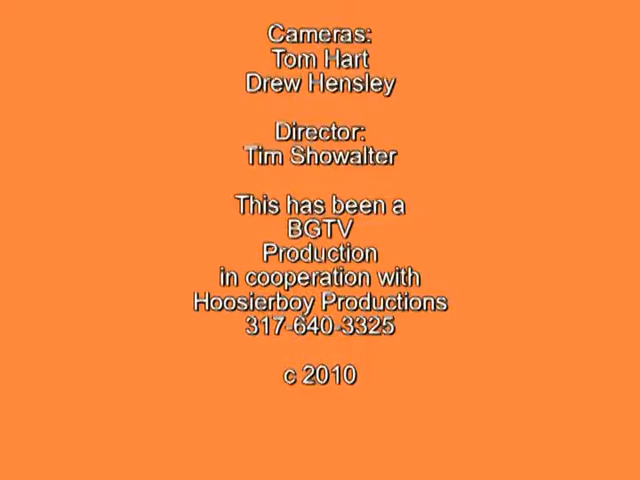 Cameras:
Tom Hart
Drew Hensley
Director:
Tim Showalter
This has been a
BGTV
Production
in cooperation with
Hoosierboy Productions
317-640-3325
c 2010